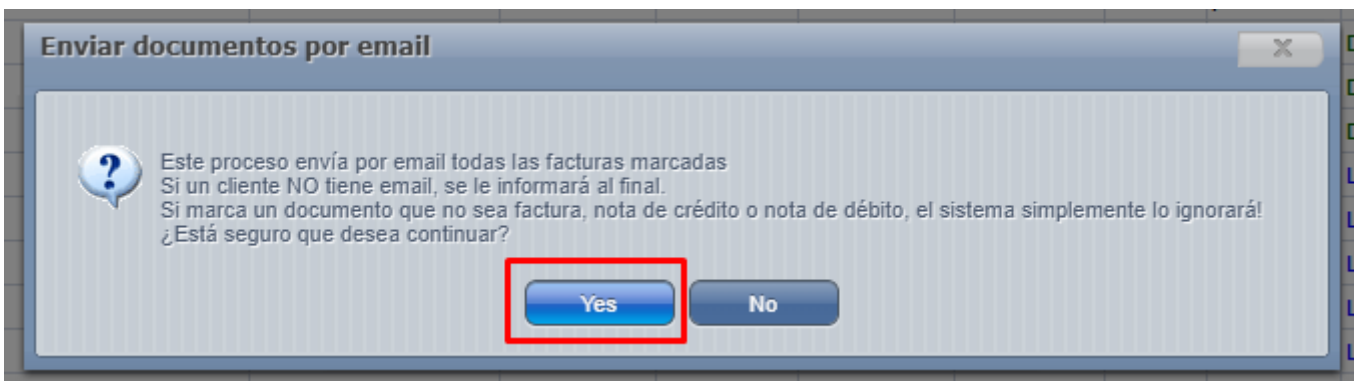 Enviar documentos por email
X
Este proceso envía por email todas las facturas marcadas
Si un cliente NO tiene email, se le informará al final.
Si marca un documento que no sea factura, nota de crédito o nota de débito, el sistema simplemente lo ignorará!
¿Está seguro que desea continuar?
Yes No